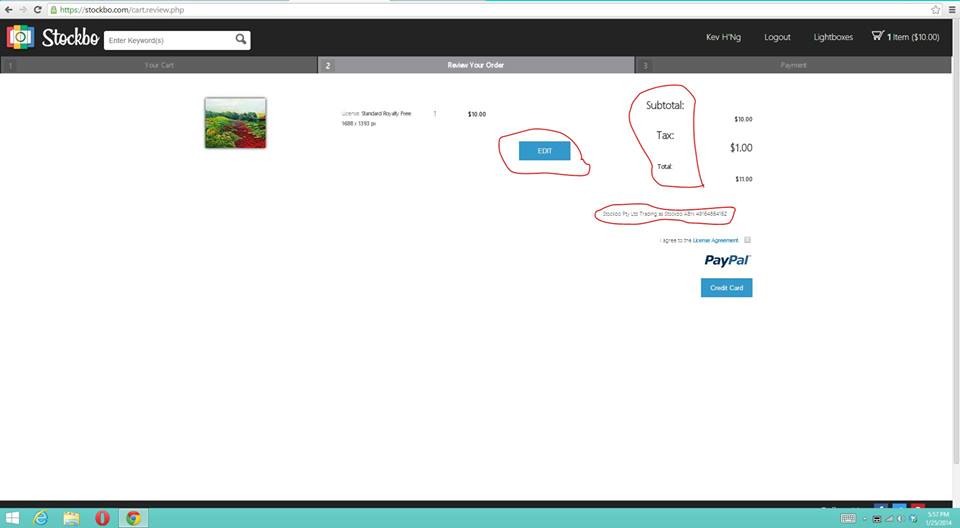 https://stockbo.com/cart.review.php
Stockbo
Enter Keyword(s)
Kev H'Ng
Logout
Lightboxes
1 Item ($10.00)
1 Your Cart
2 Review Your Order
3 Payment
License: Standard Royalty Free
1688 x 1393 px
1
$10.00
EDIT
Subtotal:
$10.00
Tax:
$1.00
Total:
$11.00
Stockbo Pty Ltd Trading as Stockbo ABN
I agree to the License Agreement
PayPal
Credit Card
5:57 PM
1/25/2014